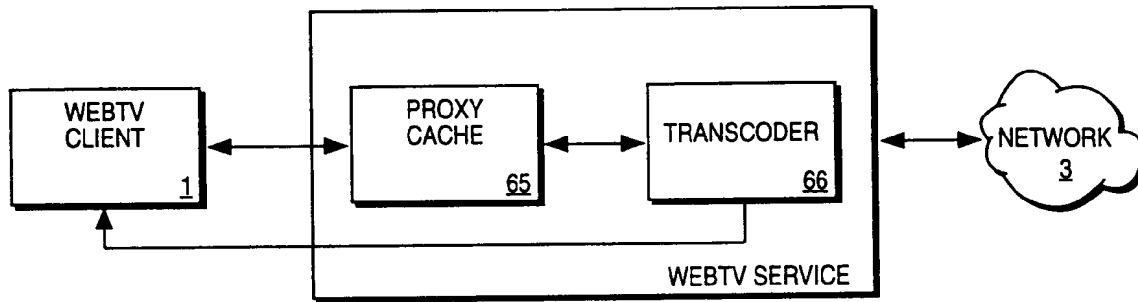 WEBTV
CLIENT
1
PROXY
CACHE
65
TRANSCODER
66
NETWORK
3
WEBTV SERVICE